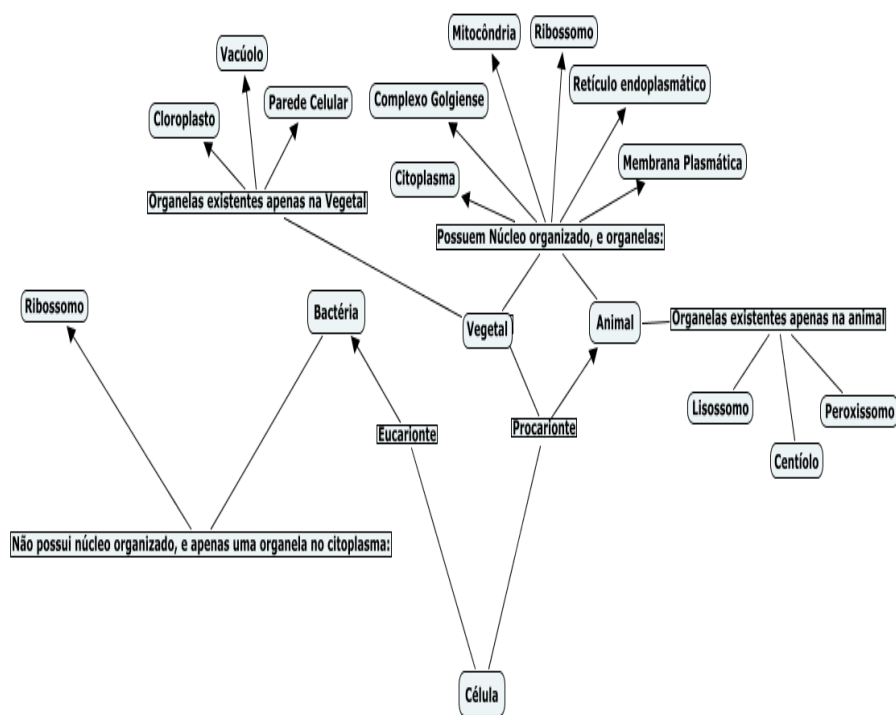 Mitocôndria
Ribossomo
Vacúolo
Retículo endoplasmático
Complexo Golgiense
Parede Celular
Cloroplasto
Membrana Plasmática
Citoplasma
Organelas existentes apenas na Vegetal
Possuem Núcleo organizado, e organelas:
Ribossomo
Bactéria
Vegetal
Animal
Organelas existentes apenas na animal
Lisossomo
Peroxissomo
Eucarionte
Procarionte
Centíolo
Não possui núcleo organizado, e apenas uma organela no citoplasma:
Célula